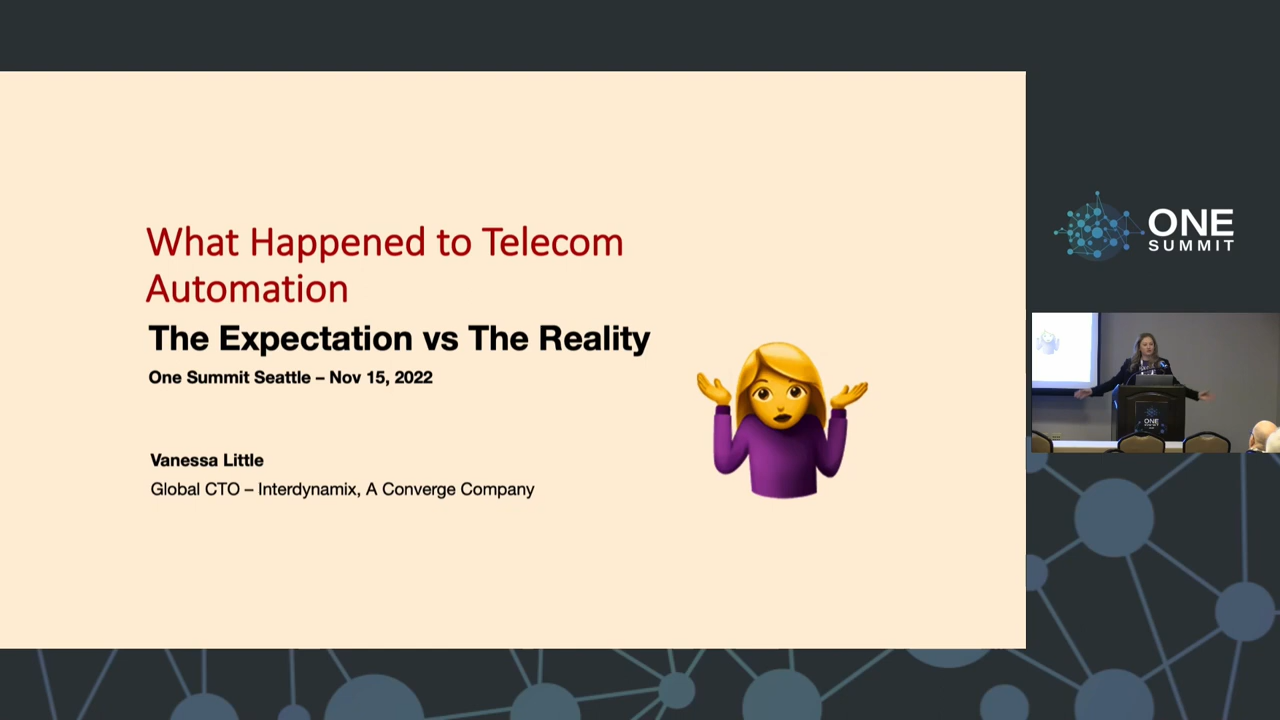 What Happened to Telecom
Automation
The Expectation vs The Reality
One Summit Seattle – Nov 15, 2022
Vanessa Little
Global CTO – Interdynamix, A Converge Company
ONE
SUMMIT
ONE